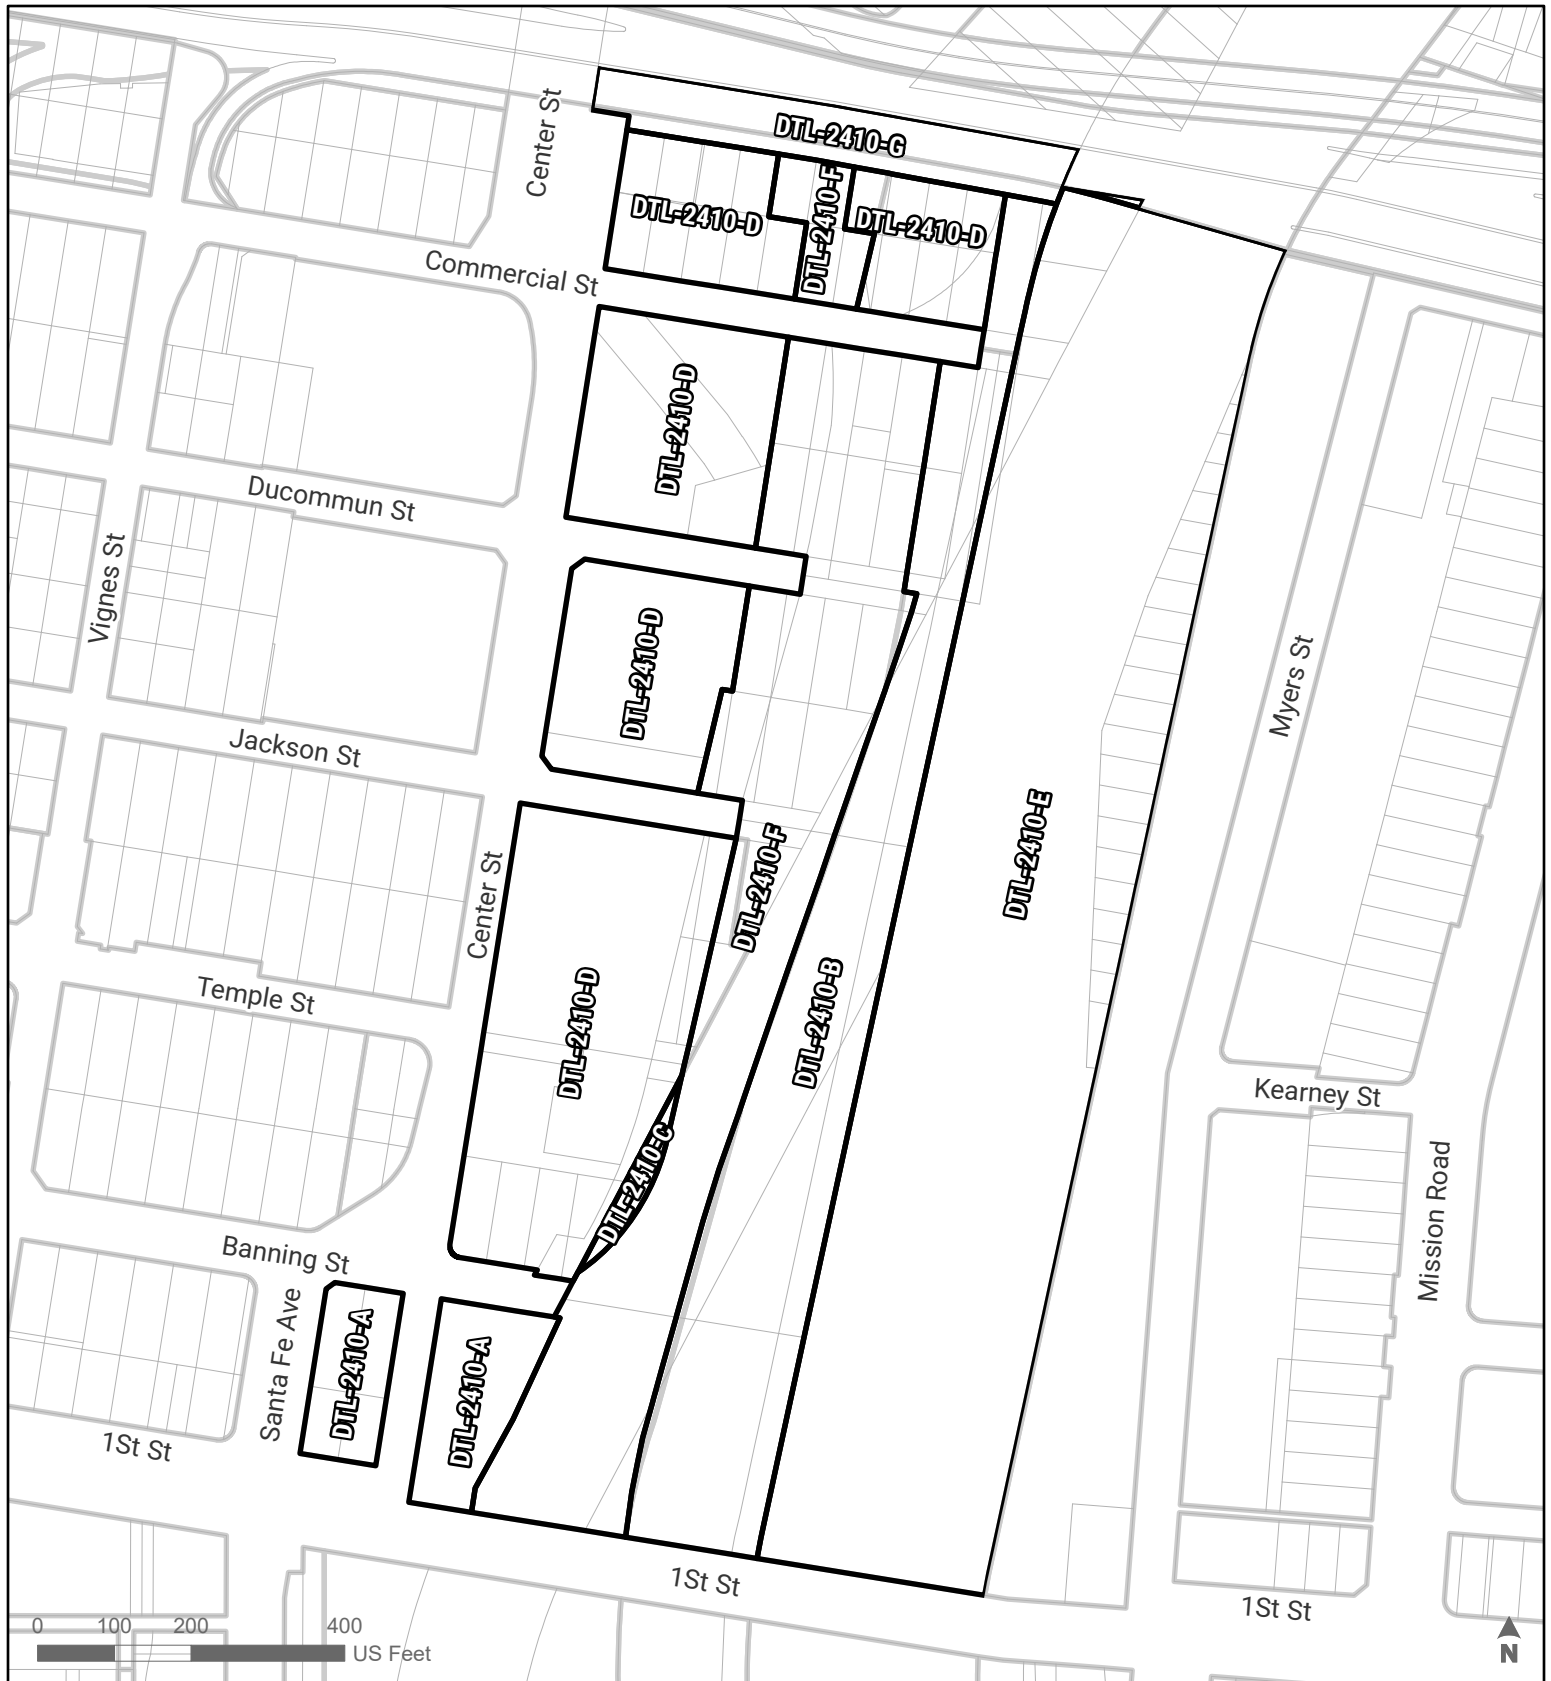 Center St
DTL-2410-G
DTL-2410-D
DTL-2410-F
DTL-2410-D
Commercial St
DTL-2410-D
Ducommun St
Vignes St
DTL-2410-D
Myers St
Jackson St
DTL-2410-F
DTL-2410-E
Center St
DTL-2410-B
Temple St
DTL-2410-D
Kearney St
DTL-2410-C
Mission Road
Banning St
Santa Fe Ave
DTL-2410-A
DTL-2410-A
1St St
1St St
1St St
0 100 200 400
US Feet
N